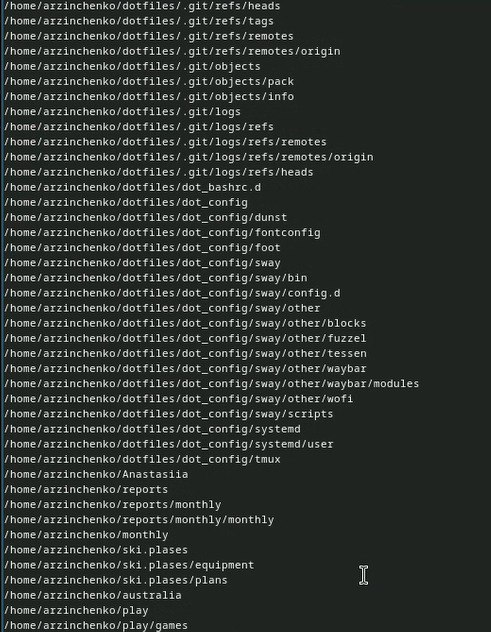 /home/arzinchenko/dotfiles/.git/refs/heads
/home/arzinchenko/dotfiles/.git/refs/tags
/home/arzinchenko/dotfiles/.git/refs/remotes
/home/arzinchenko/dotfiles/.git/refs/remotes/origin
/home/arzinchenko/dotfiles/.git/objects
/home/arzinchenko/dotfiles/.git/objects/pack
/home/arzinchenko/dotfiles/.git/objects/info
/home/arzinchenko/dotfiles/.git/logs
/home/arzinchenko/dotfiles/.git/logs/refs
/home/arzinchenko/dotfiles/.git/logs/refs/remotes
/home/arzinchenko/dotfiles/.git/logs/refs/remotes/origin
/home/arzinchenko/dotfiles/.git/logs/refs/heads
/home/arzinchenko/dotfiles/dot_bashrc.d
/home/arzinchenko/dotfiles/dot_config
/home/arzinchenko/dotfiles/dot_config/dunst
/home/arzinchenko/dotfiles/dot_config/fontconfig
/home/arzinchenko/dotfiles/dot_config/foot
/home/arzinchenko/dotfiles/dot_config/sway
/home/arzinchenko/dotfiles/dot_config/sway/bin
/home/arzinchenko/dotfiles/dot_config/sway/config.d
/home/arzinchenko/dotfiles/dot_config/sway/other
/home/arzinchenko/dotfiles/dot_config/sway/other/blocks
/home/arzinchenko/dotfiles/dot_config/sway/other/fuzzel
/home/arzinchenko/dotfiles/dot_config/sway/other/tessen
/home/arzinchenko/dotfiles/dot_config/sway/other/waybar
/home/arzinchenko/dotfiles/dot_config/sway/other/waybar/modules
/home/arzinchenko/dotfiles/dot_config/sway/other/wofi
/home/arzinchenko/dotfiles/dot_config/sway/scripts
/home/arzinchenko/dotfiles/dot_config/systemd
/home/arzinchenko/dotfiles/dot_config/systemd/user
/home/arzinchenko/dotfiles/dot_config/tmux
/home/arzinchenko/Anastasiia
/home/arzinchenko/reports
/home/arzinchenko/reports/monthly
/home/arzinchenko/reports/monthly/monthly
/home/arzinchenko/monthly
/home/arzinchenko/ski.plases
/home/arzinchenko/ski.plases/equipment
/home/arzinchenko/ski.plases/plans
/home/arzinchenko/australia
/home/arzinchenko/play
/home/arzinchenko/play/games